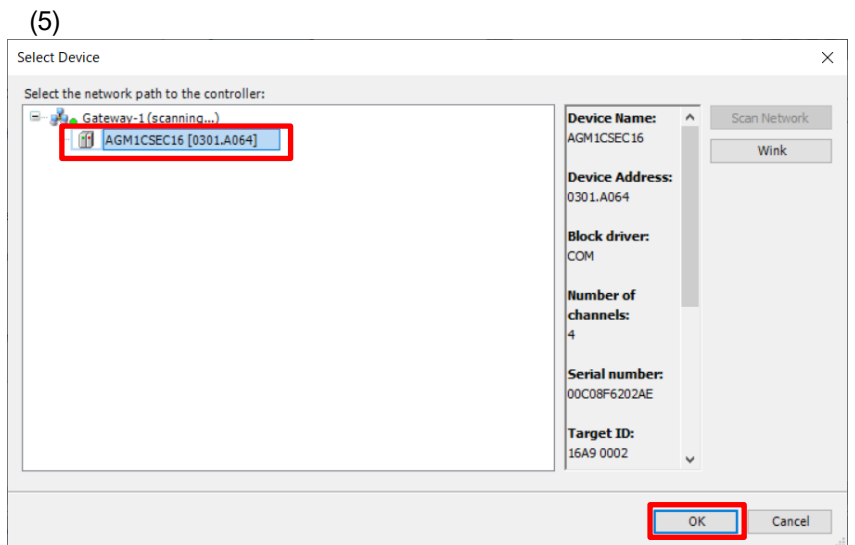 (5)
Select Device
Select the network path to the controller:
Gateway-1 (scanning...)
AGM1CSEC16 [0301.A064]
Device Name:
AGM1CSEC16
Device Address:
0301.A064
Block driver:
COM
Number of
channels:
4
Serial number:
00C08F6202AE
Target ID:
16A9 0002
Scan Network
Wink
OK
Cancel